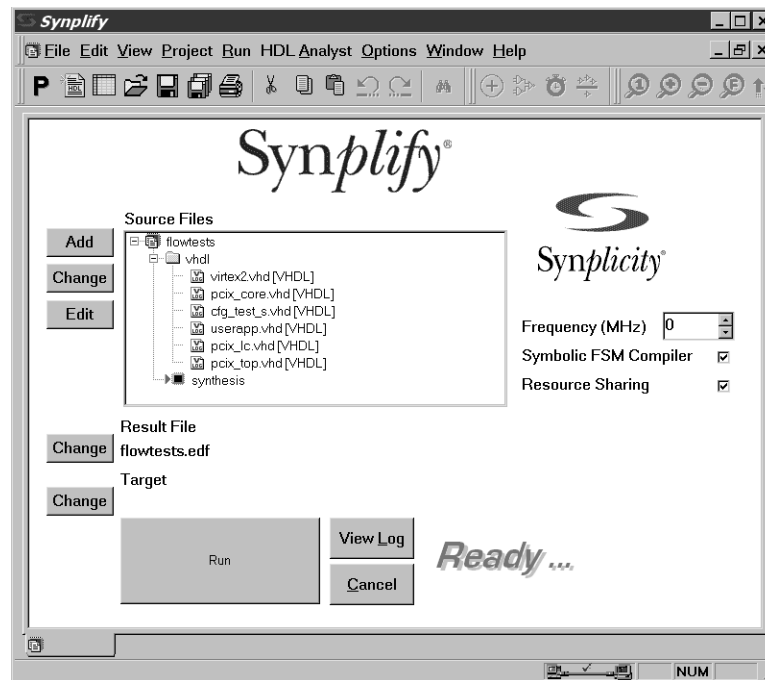 Synplify
File Edit View Project Run HDL Analyst Options Window Help
P HDL 1 F
Synplify®
Synplicity®
Source Files
Add
Change
Edit
flowtests
vhdl
virtex2.vhd [VHDL]
pcix_core.vhd [VHDL]
cfg_test_s.vhd [VHDL]
userapp.vhd [VHDL]
pcix_lc.vhd [VHDL]
pcix_top.vhd [VHDL]
synthesis
Frequency (MHz) 0
Symbolic FSM Compiler
Resource Sharing
Result File
Change flowtests.edf
Target
Change
Run
View Log
Cancel
Ready ...
NUM